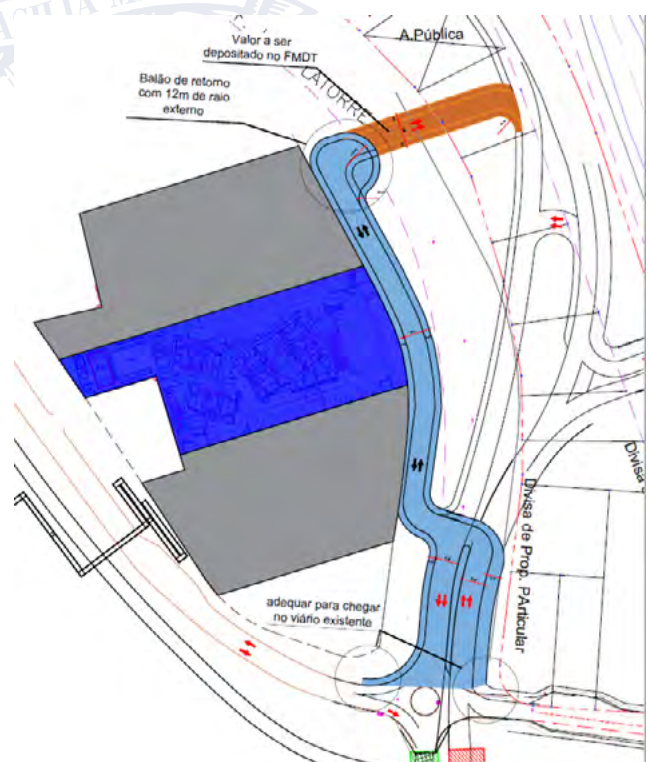 A.Pública
Valor a ser
depositado no FMDT
LATORRE
Balão de retorno
com 12m de raio
externo
Divisa
Divisa de Prop. PArticular
adequar para chegar
no viário existente